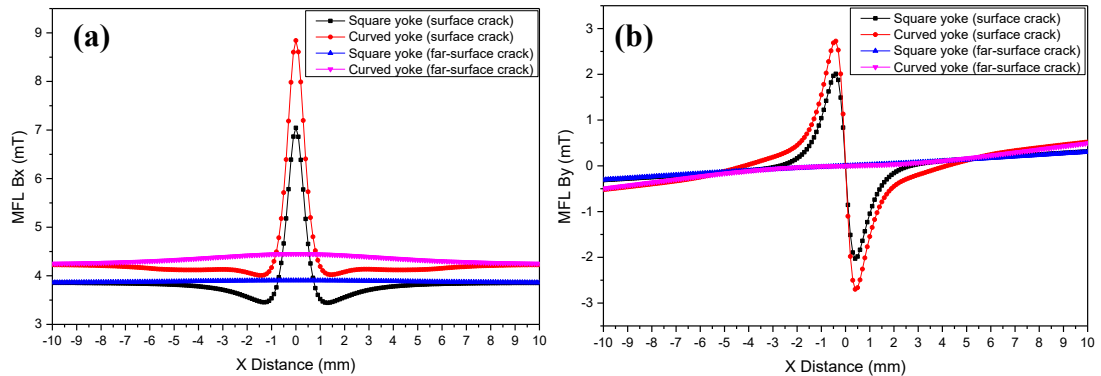 (a)
Square yoke (surface crack)
Curved yoke (surface crack)
Square yoke (far-surface crack)
Curved yoke (far-surface crack)
MFL Bx (mT)
9
8
7
6
5
4
3
-10 -9 -8 -7 -6 -5 -4 -3 -2 -1 0 1 2 3 4 5 6 7 8 9 10
X Distance (mm)
(b)
Square yoke (surface crack)
Curved yoke (surface crack)
Square yoke (far-surface crack)
Curved yoke (far-surface crack)
MFL By (mT)
3
2
1
0
-1
-2
-3
-10 -9 -8 -7 -6 -5 -4 -3 -2 -1 0 1 2 3 4 5 6 7 8 9 10
X Distance (mm)